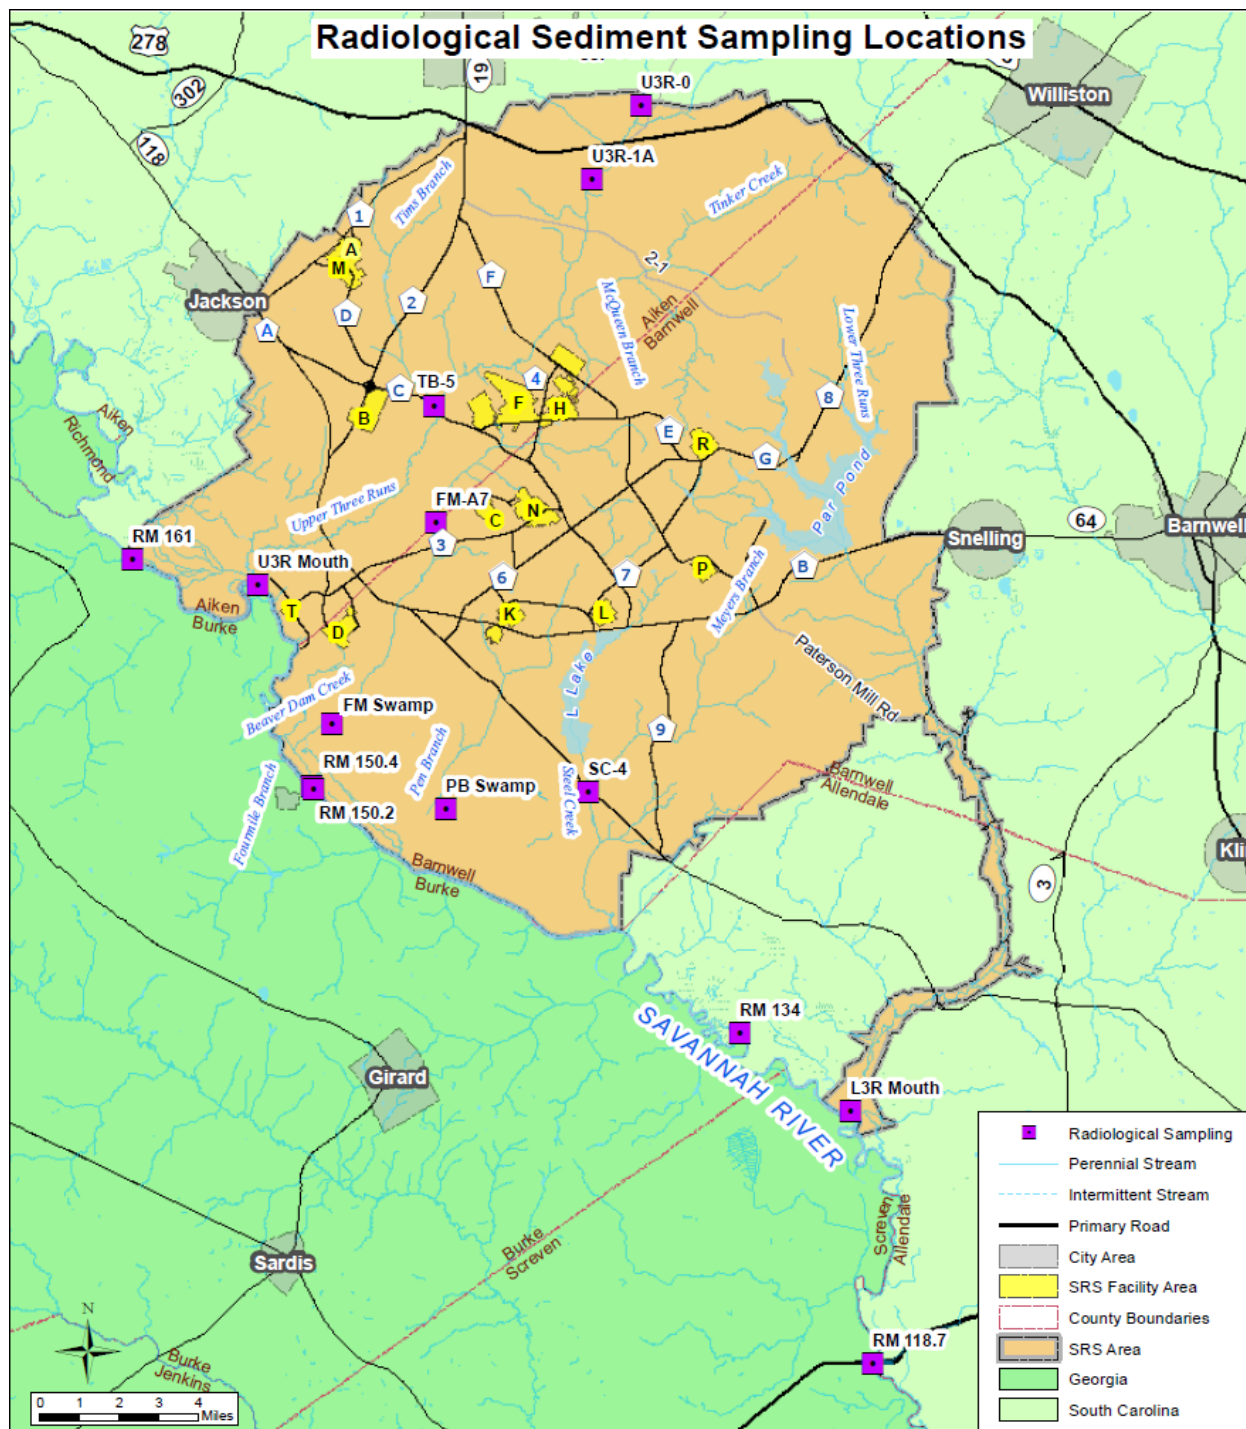 Radiological Sediment Sampling Locations
278
19
302
118
Williston
U3R-0
U3R-1A
Tims Branch
Tinker Creek
1
A
M
Jackson
A
D
2
F
2-1
Aiken
Barnwell
McQueen Branch
Lower Three Runs
C
TB-5
4
F
H
B
8
E
R
G
Par Pond
Aiken
Richmond
Upper Three Runs
FM-A7
C
N
3
64
Snelling
Barnwell
RM 161
U3R Mouth
Aiken
Burke
T
D
6
K
7
L
P
Meyers Branch
B
Paterson Mill Rd
Beaver Dam Creek
FM Swamp
L Lake
9
RM 150.4
RM 150.2
Fourmile Branch
Pen Branch
PB Swamp
SC-4
Steel Creek
Barnwell
Allendale
Barnwell
Burke
Kli
3
RM 134
SAVANNAH RIVER
L3R Mouth
Girard
Sardis
Burke
Screven
Screven
Allendale
RM 118.7
Burke
Jenkins
N
0 1 2 3 4
Miles
Radiological Sampling
Perennial Stream
Intermittent Stream
Primary Road
City Area
SRS Facility Area
County Boundaries
SRS Area
Georgia
South Carolina